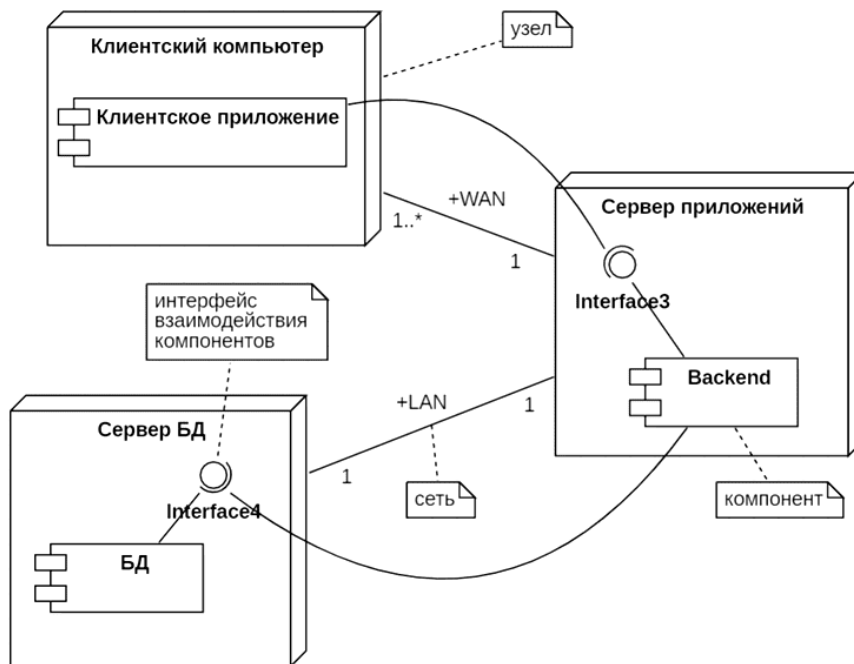 Клиентский компьютер
узел
Клиентское приложение
+WAN
1..*
1
Сервер приложений
Interface3
интерфейс
взаимодействия
компонентов
Backend
+LAN
1
1
Сервер БД
Interface4
сеть
компонент
БД